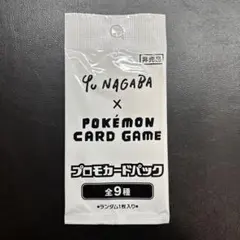 非売品
YU NAGABA
×
POKÉMON
CARD GAME
プロモカードパック
全9種
●ランダム1枚入り●